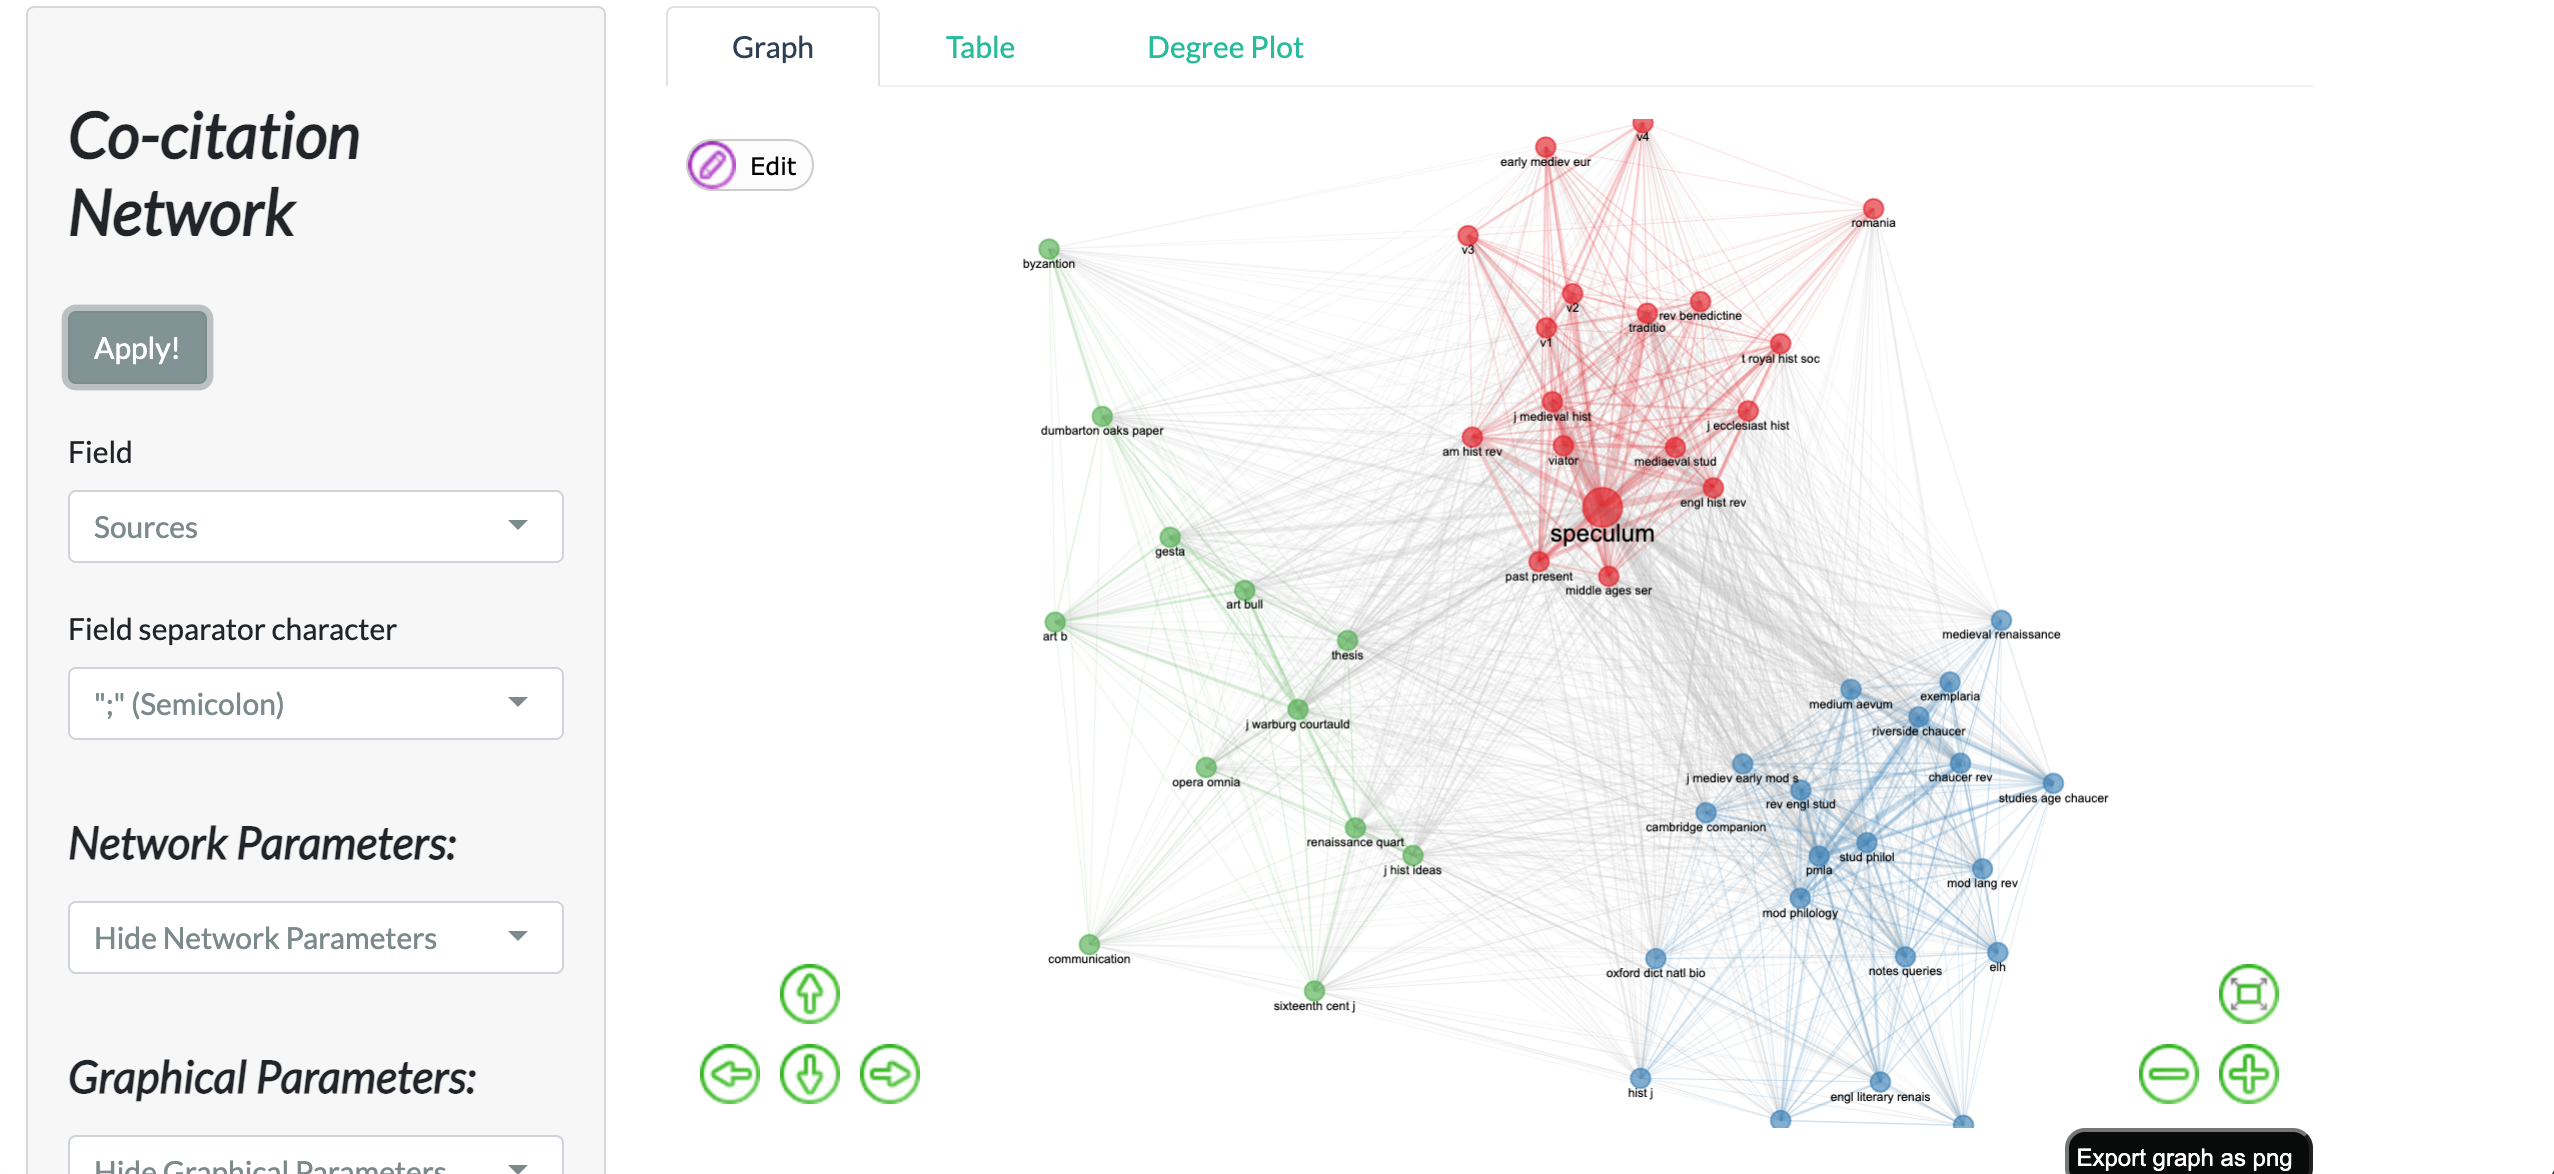 Co-citation
Network
Apply!
Field
Sources
Field separator character
";" (Semicolon)
Network Parameters:
Hide Network Parameters
Graphical Parameters:
Hide Graphical Parameters
Graph
Table
Degree Plot
Edit
v4
early mediev eur
romania
v3
byzantion
v2
rev benedictine
traditio
v1
t royal hist soc
j medieval hist
j ecclesiast hist
dumbarton oaks paper
am hist rev
viator
mediaeval stud
engl hist rev
speculum
gesta
past present
middle ages ser
art bull
art b
medieval renaissance
thesis
exemplaria
medium aevum
j warburg courtauld
riverside chaucer
opera omnia
j mediev early mod s
chaucer rev
studies age chaucer
rev engl stud
cambridge companion
renaissance quart
stud philol
j hist ideas
pmla
mod lang rev
mod philology
communication
elh
oxford dict natl bio
notes queries
sixteenth cent j
hist j
engl literary renais
Export graph as png